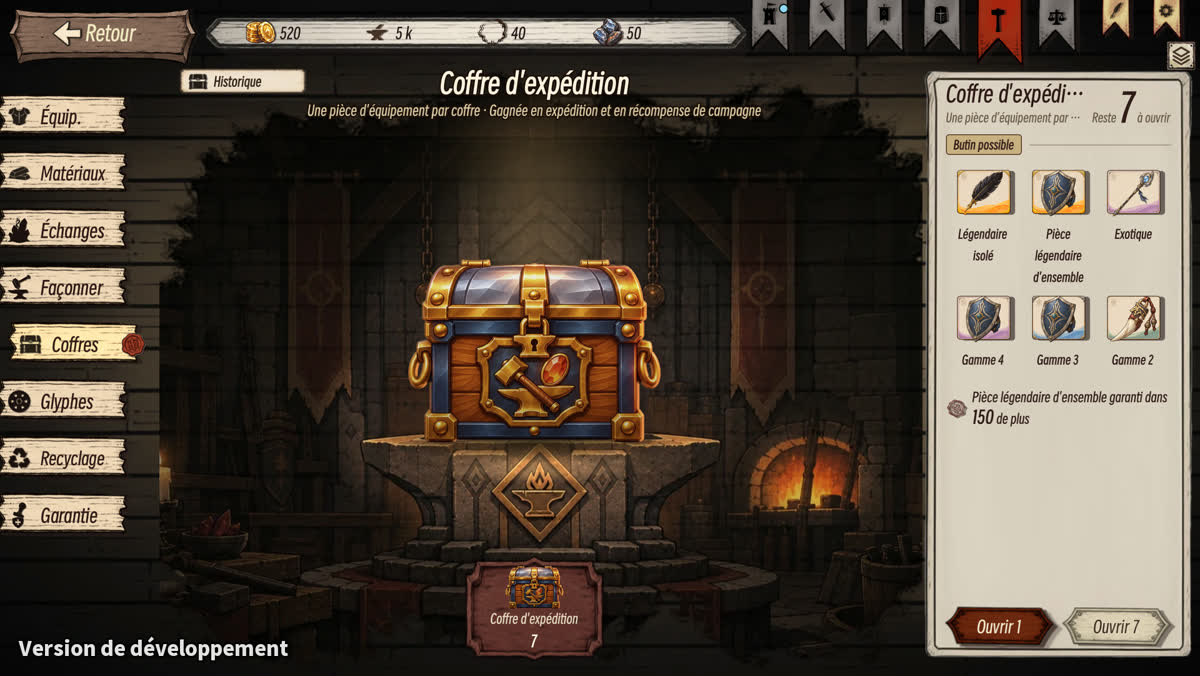 Retour
520
5 k
40
50
Historique
Coffre d'expédition
Une pièce d'équipement par coffre · Gagnée en expédition et en récompense de campagne
Équip.
Matériaux
Échanges
Façonner
Coffres
Glyphes
Recyclage
Garantie
Coffre d'expédition
7
Coffre d'expédi···
Une pièce d'équipement par ···
Reste 7 à ouvrir
Butin possible
Légendaire isolé
Pièce légendaire d'ensemble
Exotique
Gamme 4
Gamme 3
Gamme 2
Pièce légendaire d'ensemble garanti dans
150 de plus
Ouvrir 1
Ouvrir 7
Version de développement